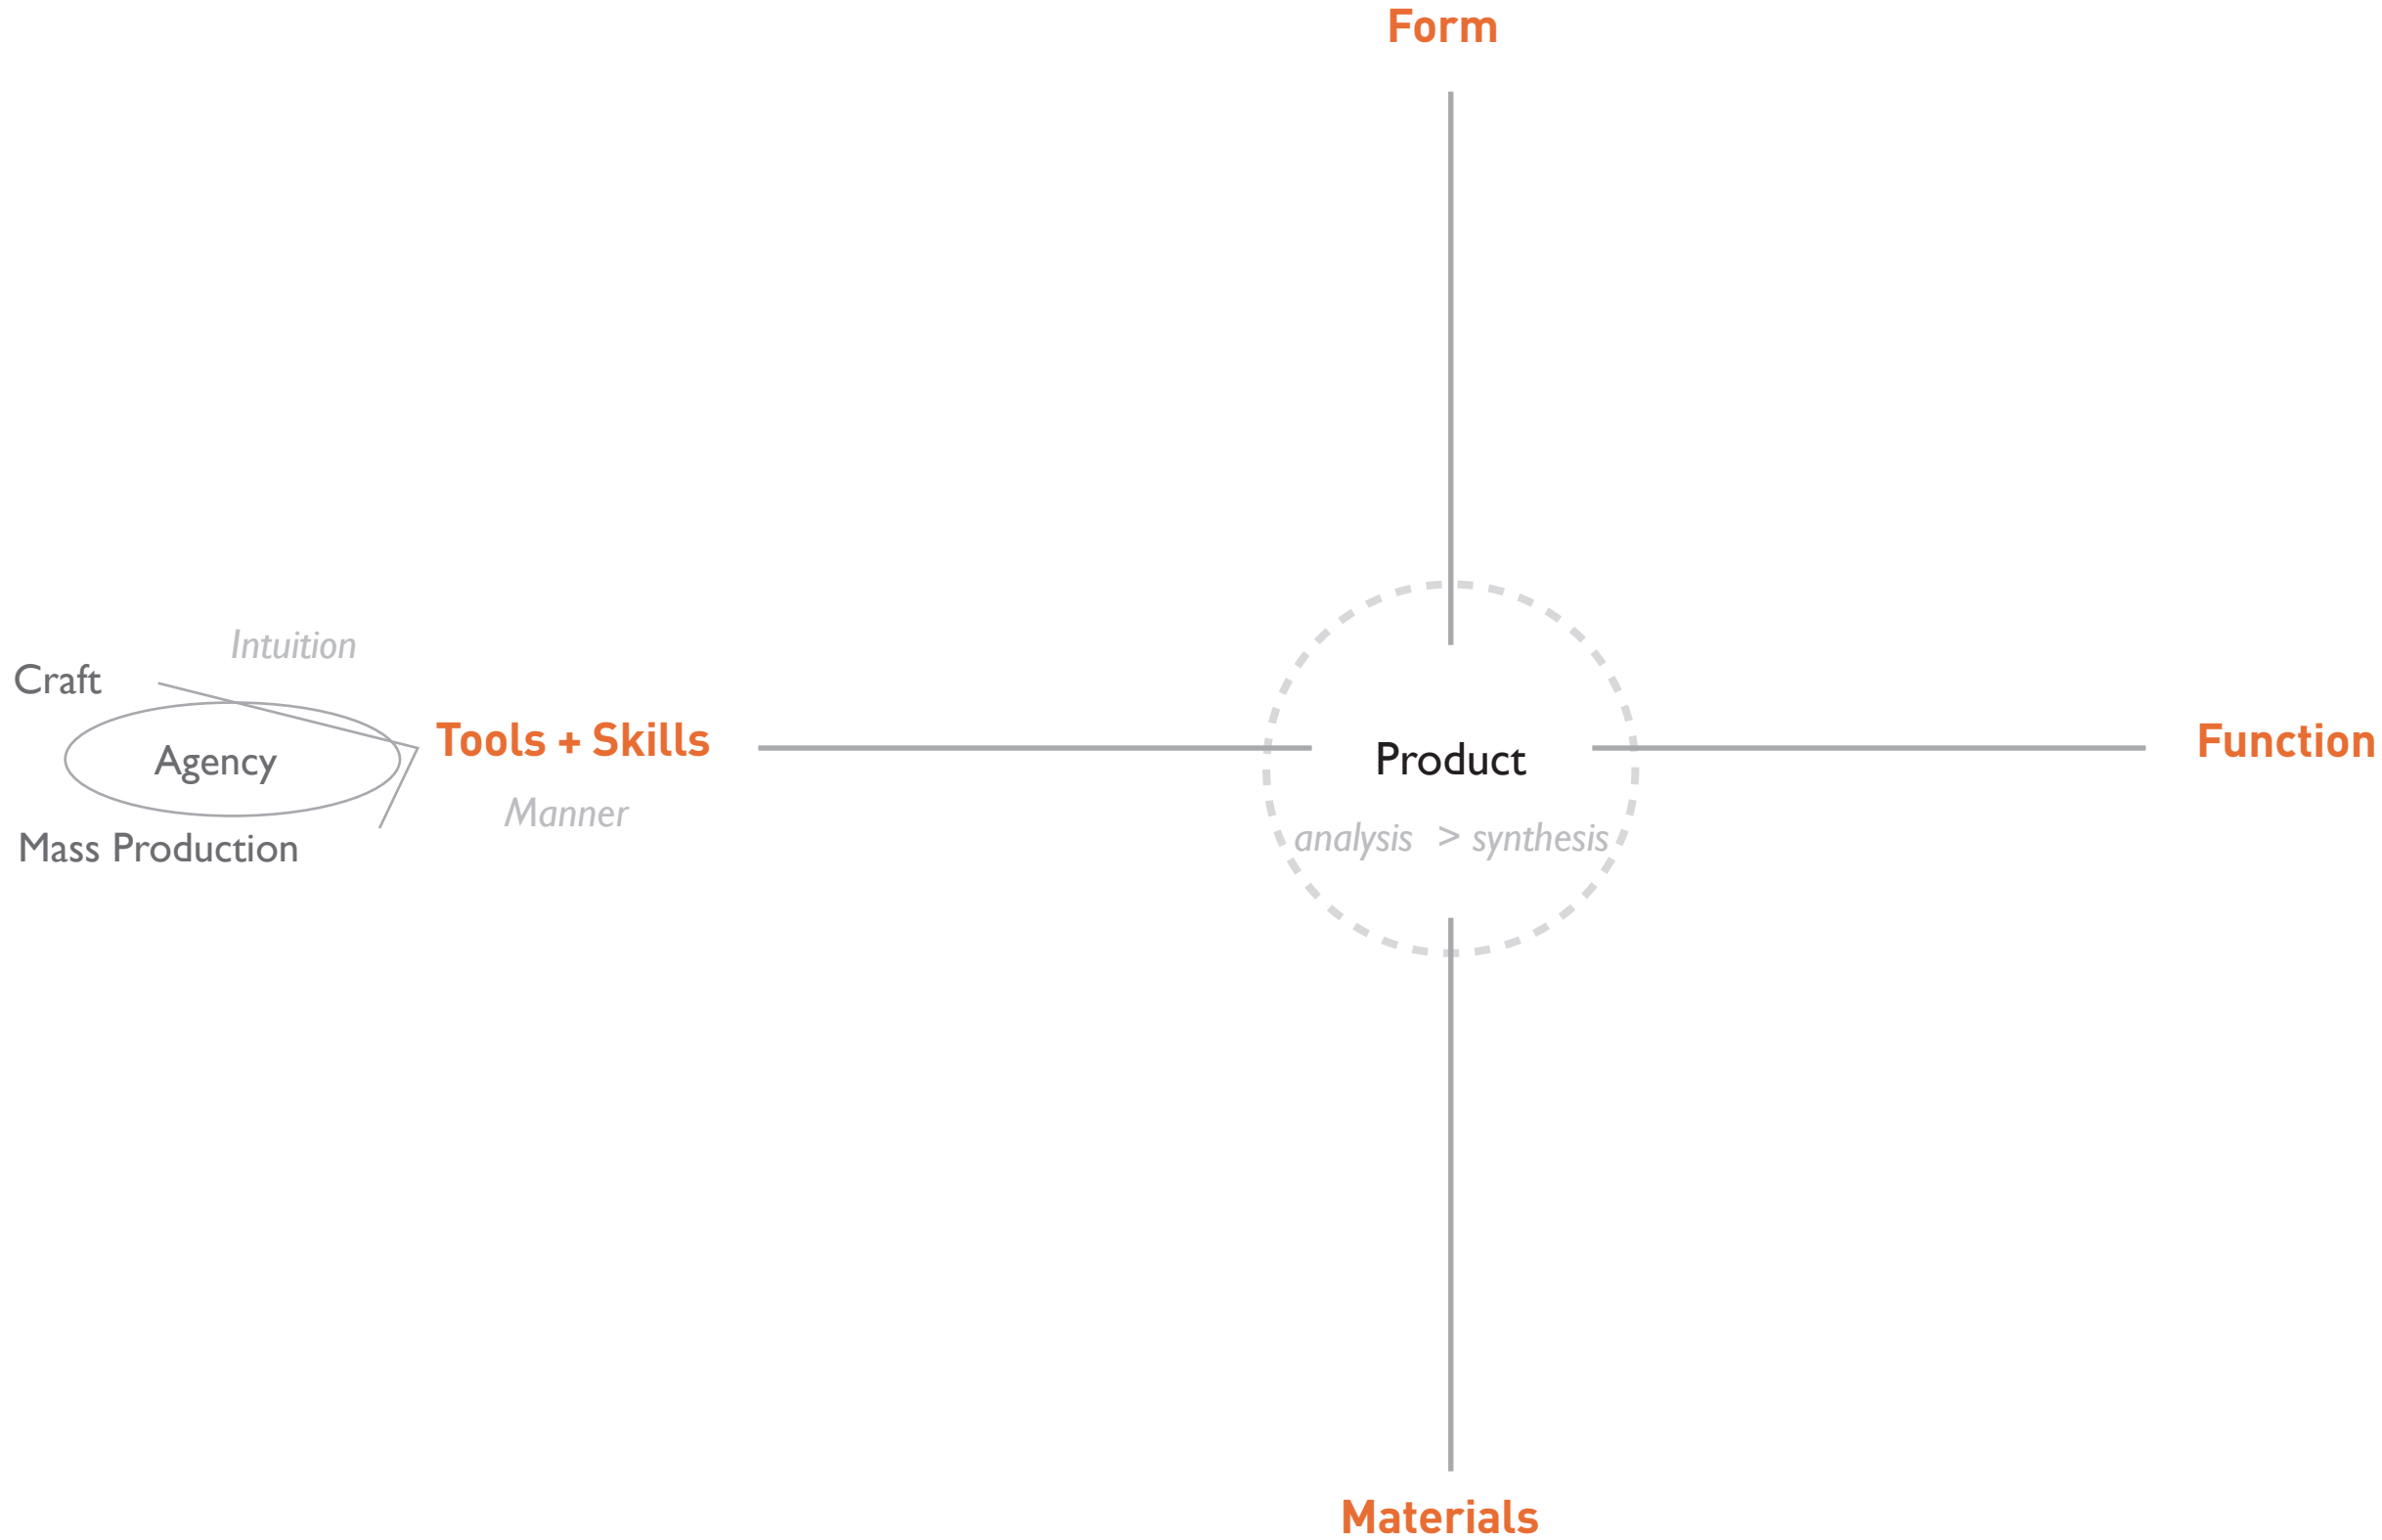 Form
Intuition
Craft
Tools + Skills
Agency
Product
Function
Manner
Mass Production
analysis > synthesis
Materials